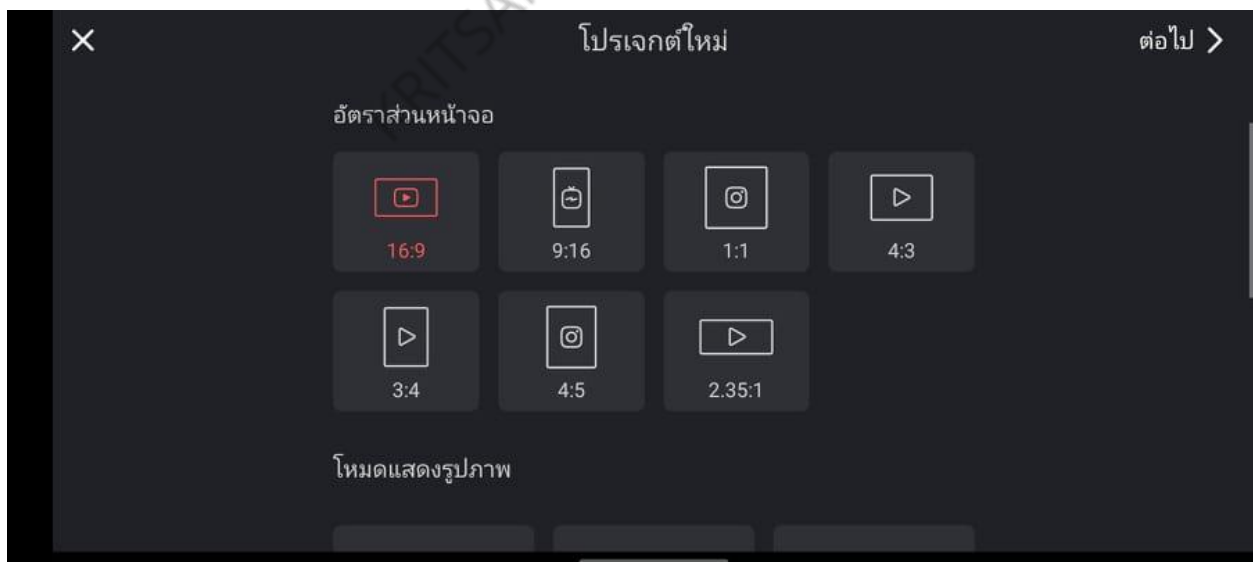 KRITSA
โปรเจกต์ใหม่
ต่อไป
อัตราส่วนหน้าจอ
16:9 9:16 1:1 4:3
3:4 4:5 2.35:1
โหมดแสดงรูปภาพ